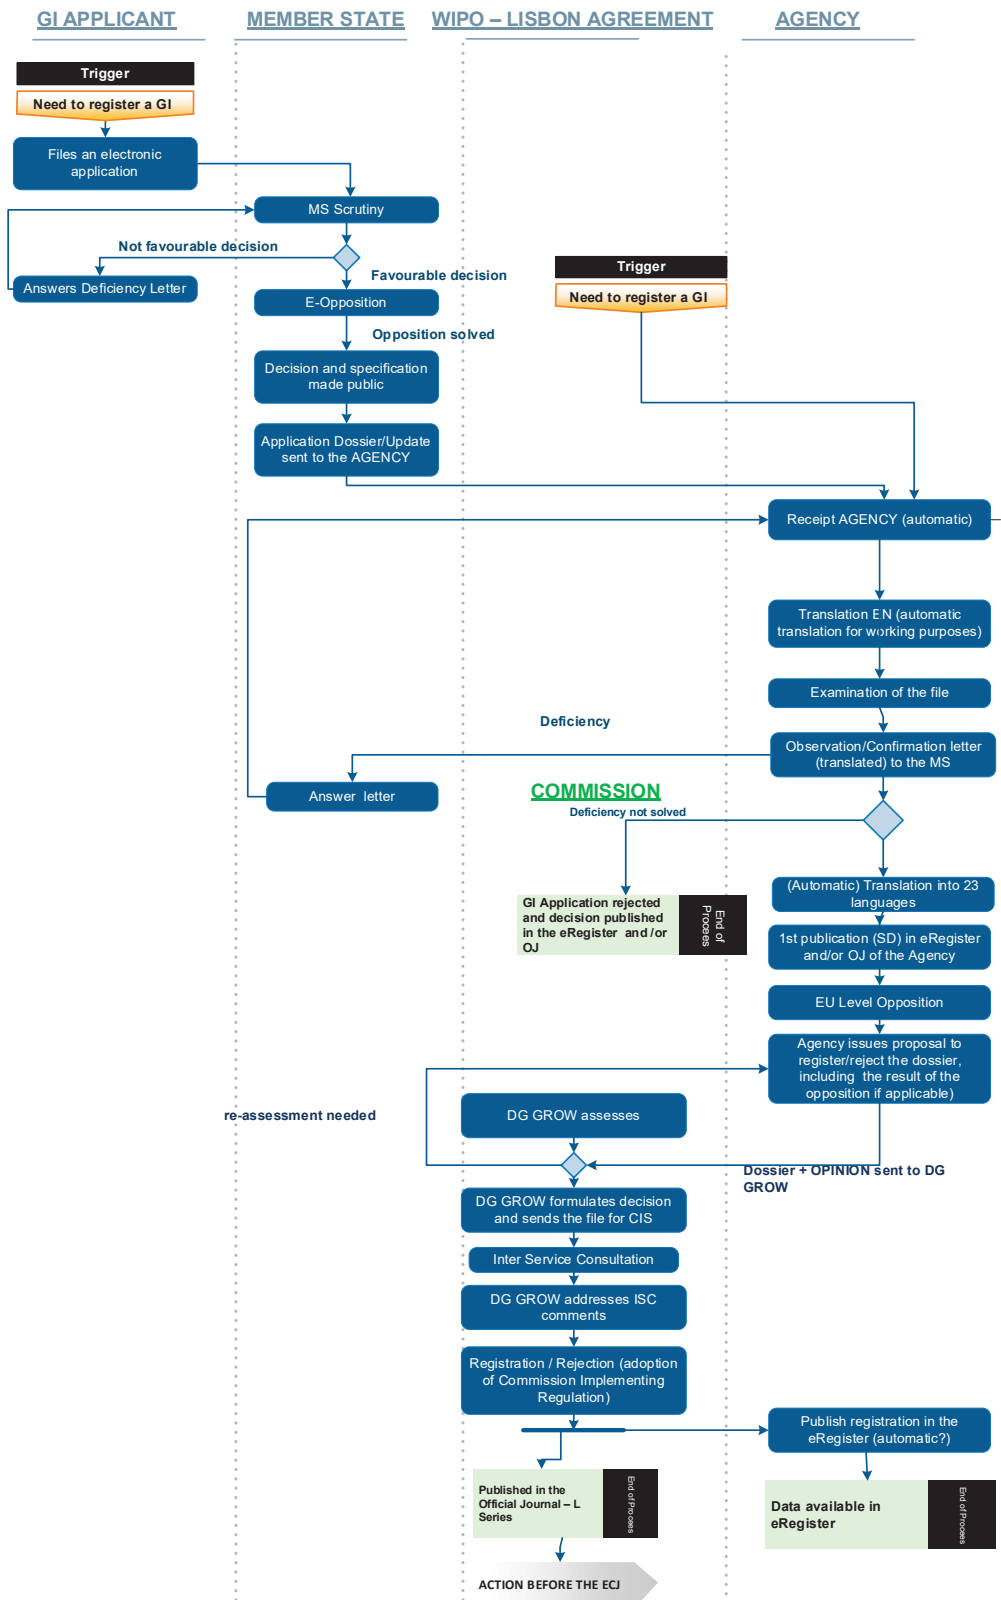 GI APPLICANT
MEMBER STATE
WIPO – LISBON AGREEMENT
AGENCY
Trigger
Need to register a GI
Files an electronic
application
MS Scrutiny
Not favourable decision
Answers Deficiency Letter
Favourable decision
E-Opposition
Opposition solved
Decision and specification
made public
Application Dossier/Update
sent to the AGENCY
Trigger
Need to register a GI
Receipt AGENCY (automatic)
Translation EN (automatic
translation for working purposes)
Examination of the file
Observation/Confirmation letter
(translated) to the MS
Deficiency
Answer letter
COMMISSION
Deficiency not solved
GI Application rejected
and decision published
in the eRegister and /or
OJ
End of
Procees
(Automatic) Translation into 23
languages
1st publication (SD) in eRegister
and/or OJ of the Agency
EU Level Opposition
Agency issues proposal to
register/reject the dossier,
including the result of the
opposition if applicable)
re-assessment needed
DG GROW assesses
Dossier + OPINION sent to DG
GROW
DG GROW formulates decision
and sends the file for CIS
Inter Service Consultation
DG GROW addresses ISC
comments
Registration / Rejection (adoption
of Commission Implementing
Regulation)
Publish registration in the
eRegister (automatic?)
Published in the
Official Journal – L
Series
End of Procees
Data available in
eRegister
End of Procees
ACTION BEFORE THE ECJ